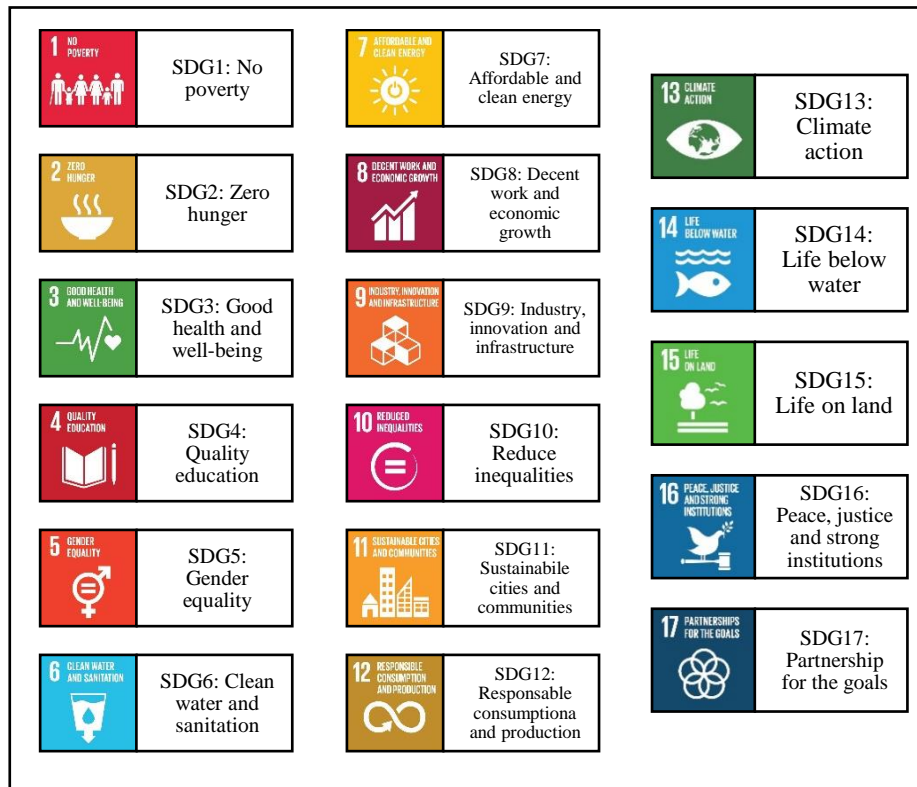 1 NO
POVERTY
SDG1: No
poverty
2 ZERO
HUNGER
SDG2: Zero
hunger
3 GOOD HEALTH
AND WELL-BEING
SDG3: Good
health and
well-being
4 QUALITY
EDUCATION
SDG4:
Quality
education
5 GENDER
EQUALITY
SDG5:
Gender
equality
6 CLEAN WATER
AND SANITATION
SDG6: Clean
water and
sanitation
7 AFFORDABLE AND
CLEAN ENERGY
SDG7:
Affordable and
clean energy
8 DECENT WORK AND
ECONOMIC GROWTH
SDG8: Decent
work and
economic
growth
9 INDUSTRY, INNOVATION
AND INFRASTRUCTURE
SDG9: Industry,
innovation and
infrastructure
10 REDUCED
INEQUALITIES
SDG10:
Reduce
inequalities
11 SUSTAINABLE CITIES
AND COMMUNITIES
SDG11:
Sustainabile
cities and
communities
12 RESPONSIBLE
CONSUMPTION
AND PRODUCTION
SDG12:
Responsable
consumptiona
and production
13 CLIMATE
ACTION
SDG13:
Climate
action
14 LIFE
BELOW WATER
SDG14:
Life below
water
15 LIFE
ON LAND
SDG15:
Life on land
16 PEACE, JUSTICE
AND STRONG
INSTITUTIONS
SDG16:
Peace, justice
and strong
institutions
17 PARTNERSHIPS
FOR THE GOALS
SDG17:
Partnership
for the goals